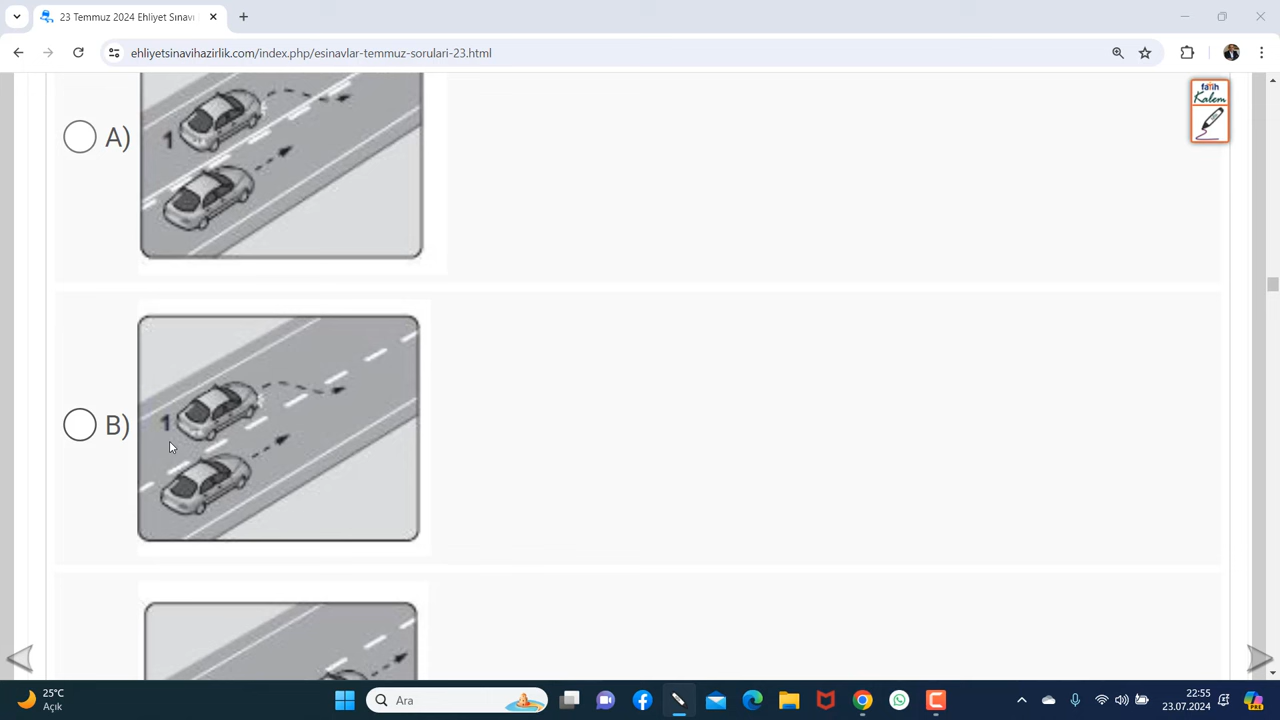 23 Temmuz 2024 Ehliyet Sınavı
ehliyetsinavihazirlik.com/index.php/esinavlar-temmuz-sorulari-23.html
fatih
Kalem
A)
1
B)
1
25°C
Açık
Ara
22:55
23.07.2024